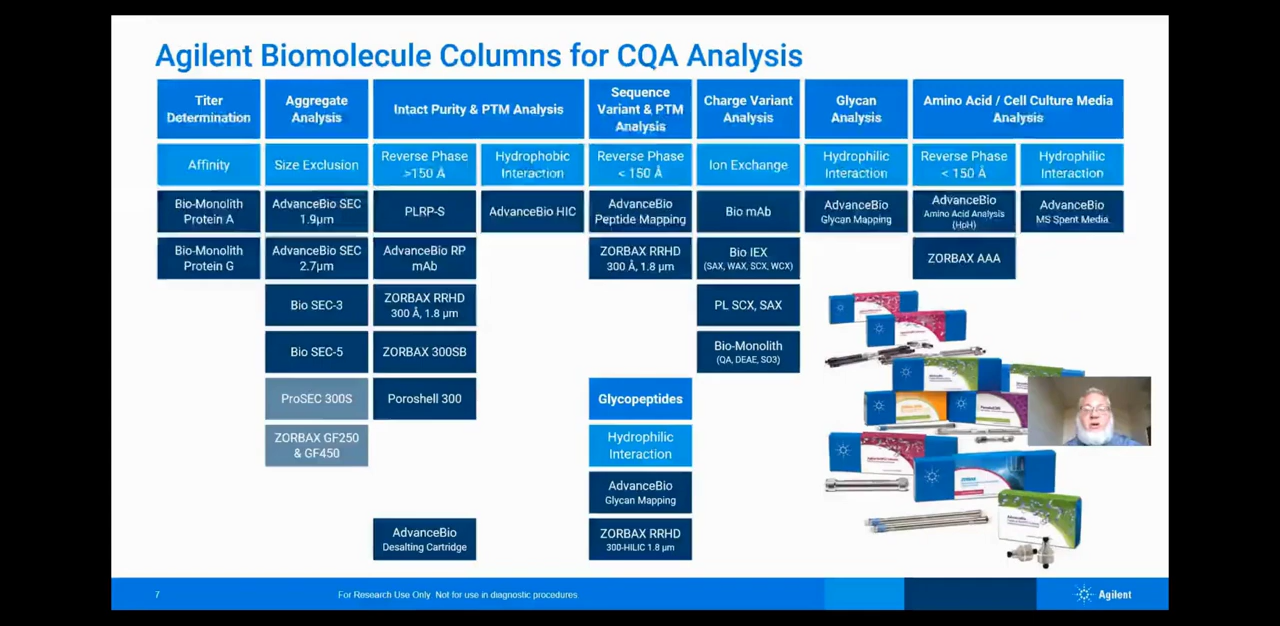 Agilent Biomolecule Columns for CQA Analysis
Titer
Determination
Aggregate
Analysis
Intact Purity & PTM Analysis
Sequence
Variant & PTM
Analysis
Charge Variant
Analysis
Glycan
Analysis
Amino Acid / Cell Culture Media
Analysis
Affinity
Size Exclusion
Reverse Phase
>150 Å
Hydrophobic
Interaction
Reverse Phase
< 150 Å
Ion Exchange
Hydrophilic
Interaction
Reverse Phase
< 150 Å
Hydrophilic
Interaction
Bio-Monolith
Protein A
AdvanceBio SEC
1.9µm
PLRP-S
AdvanceBio HIC
AdvanceBio
Peptide Mapping
Bio mAb
AdvanceBio
Glycan Mapping
AdvanceBio
Amino Acid Analysis
(HpH)
AdvanceBio
MS Spent Media
Bio-Monolith
Protein G
AdvanceBio SEC
2.7µm
AdvanceBio RP
mAb
ZORBAX RRHD
300 Å, 1.8 µm
Bio IEX
(SAX, WAX, SCX, WCX)
ZORBAX AAA
Bio SEC-3
ZORBAX RRHD
300 Å, 1.8 µm
PL SCX, SAX
Bio SEC-5
ZORBAX 300SB
Bio-Monolith
(QA, DEAE, SO3)
ProSEC 300S
Poroshell 300
Glycopeptides
ZORBAX GF250
& GF450
Hydrophilic
Interaction
AdvanceBio
Glycan Mapping
AdvanceBio
Desalting Cartridge
ZORBAX RRHD
300-HILIC 1.8 µm
7
For Research Use Only Not for use in diagnostic procedures
Agilent